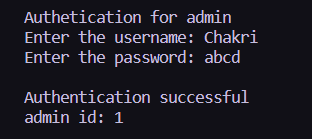 Authetication for admin
Enter the username: Chakri
Enter the password: abcd
Authentication successful
admin id: 1